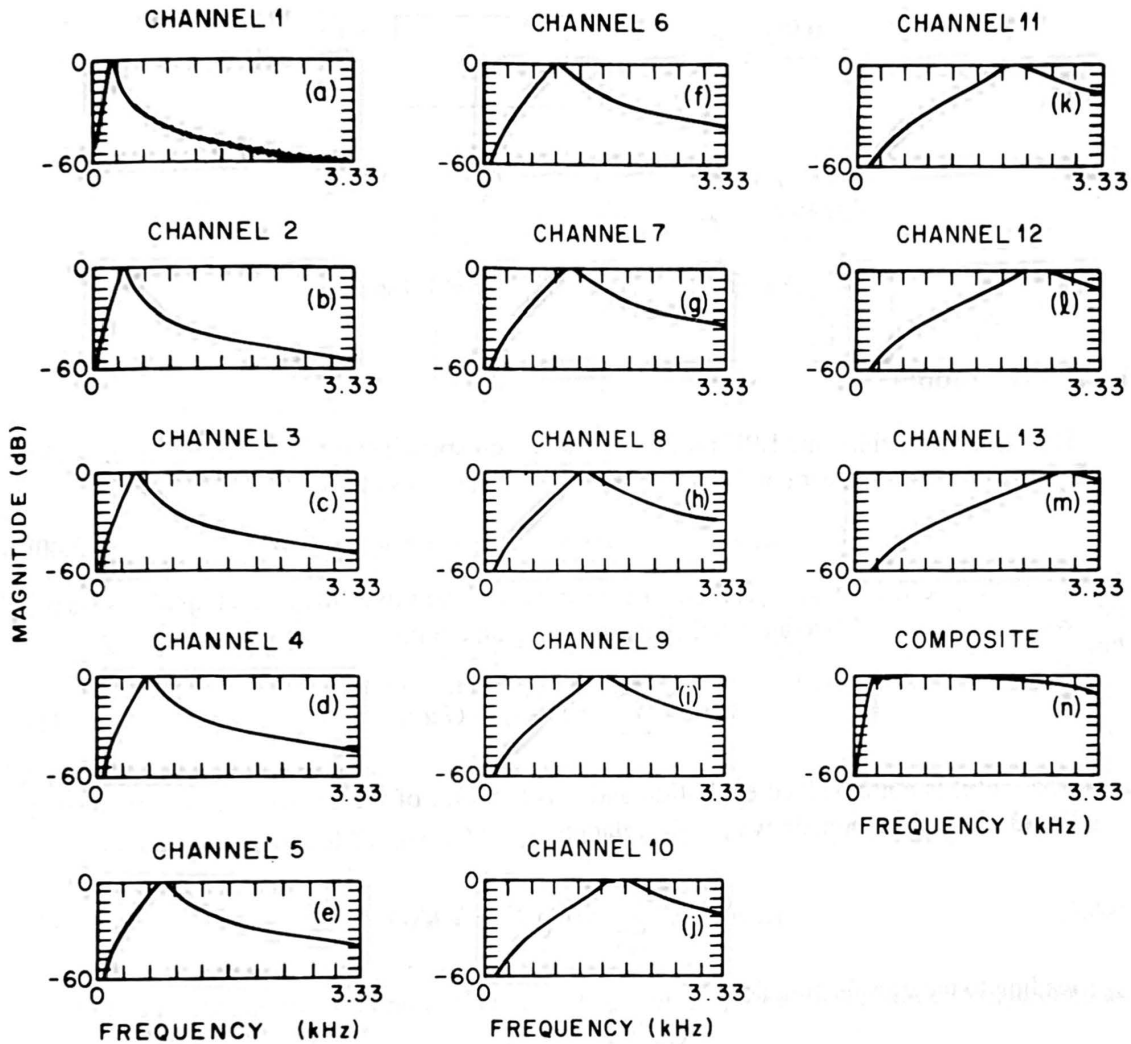 CHANNEL 1
0
(a)
-60
0
3.33
CHANNEL 2
0
(b)
-60
0
3.33
CHANNEL 3
0
(c)
-60
0
3.33
CHANNEL 4
0
(d)
-60
0
3.33
CHANNEL 5
0
(e)
-60
0
3.33
FREQUENCY (kHz)
MAGNITUDE (dB)
CHANNEL 6
0
(f)
-60
0
3.33
CHANNEL 7
0
(g)
-60
0
3.33
CHANNEL 8
0
(h)
-60
0
3.33
CHANNEL 9
0
(i)
-60
0
3.33
CHANNEL 10
0
(j)
-60
0
3.33
FREQUENCY (kHz)
CHANNEL 11
0
(k)
-60
0
3.33
CHANNEL 12
0
(l)
-60
0
3.33
CHANNEL 13
0
(m)
-60
0
3.33
COMPOSITE
0
(n)
-60
0
3.33
FREQUENCY (kHz)